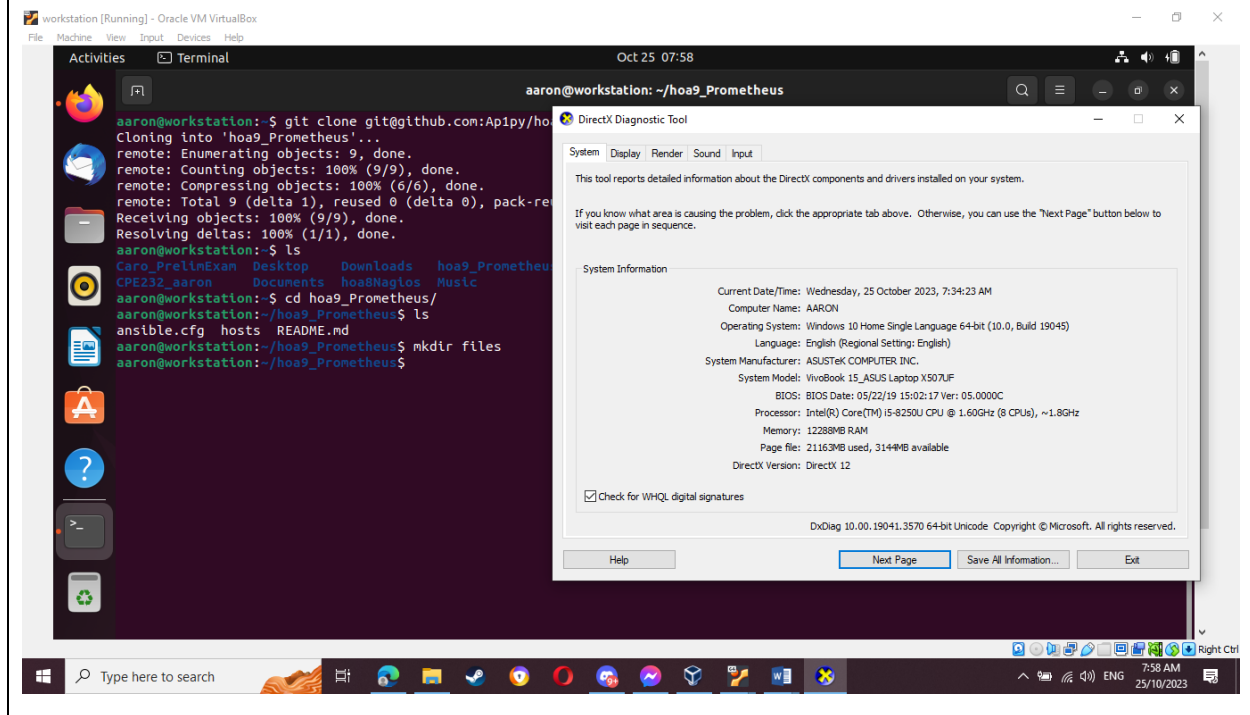 workstation [Running] - Oracle VM VirtualBox
File Machine View Input Devices Help
Activities Terminal Oct 25 07:58
aaron@workstation: ~/hoa9_Prometheus
aaron@workstation:~$ git clone git@github.com:Ap1py/hoa
Cloning into 'hoa9_Prometheus'...
remote: Enumerating objects: 9, done.
remote: Counting objects: 100% (9/9), done.
remote: Compressing objects: 100% (6/6), done.
remote: Total 9 (delta 1), reused 0 (delta 0), pack-reu
Receiving objects: 100% (9/9), done.
Resolving deltas: 100% (1/1), done.
aaron@workstation:~$ ls
Caro_PrelimExam Desktop Downloads hoa9_Prometheu
CPE232_aaron Documents hoa8Nagios Music
aaron@workstation:~$ cd hoa9_Prometheus/
aaron@workstation:~/hoa9_Prometheus$ ls
ansible.cfg hosts README.md
aaron@workstation:~/hoa9_Prometheus$ mkdir files
aaron@workstation:~/hoa9_Prometheus$
DirectX Diagnostic Tool
System Display Render Sound Input
This tool reports detailed information about the DirectX components and drivers installed on your system.
If you know what area is causing the problem, click the appropriate tab above. Otherwise, you can use the "Next Page" button below to
visit each page in sequence.
System Information
Current Date/Time: Wednesday, 25 October 2023, 7:34:23 AM
Computer Name: AARON
Operating System: Windows 10 Home Single Language 64-bit (10.0, Build 19045)
Language: English (Regional Setting: English)
System Manufacturer: ASUSTeK COMPUTER INC.
System Model: VivoBook 15_ASUS Laptop X507UF
BIOS: BIOS Date: 05/22/19 15:02:17 Ver: 05.0000C
Processor: Intel(R) Core(TM) i5-8250U CPU @ 1.60GHz (8 CPUs), ~1.8GHz
Memory: 12288MB RAM
Page file: 21163MB used, 3144MB available
DirectX Version: DirectX 12
Check for WHQL digital signatures
DxDiag 10.00.19041.3570 64-bit Unicode Copyright © Microsoft. All rights reserved.
Help Next Page Save All Information... Exit
Right Ctrl
Type here to search
ENG
7:58 AM
25/10/2023